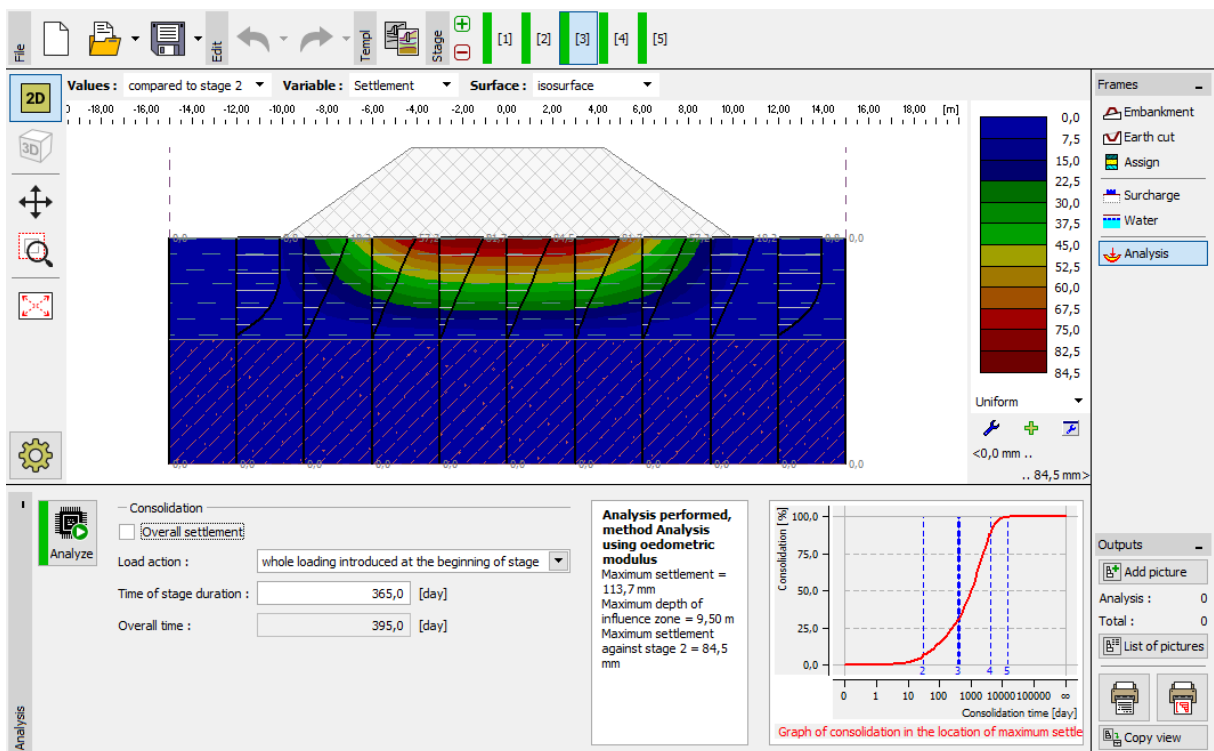 File
Edit
Templ
Stage
[1] [2] [3] [4] [5]
2D
3D
Values : compared to stage 2 Variable : Settlement Surface : isosurface
-18,00 -16,00 -14,00 -12,00 -10,00 -8,00 -6,00 -4,00 -2,00 0,00 2,00 4,00 6,00 8,00 10,00 12,00 14,00 16,00 18,00 [m]
0,0
7,5
15,0
22,5
30,0
37,5
45,0
52,5
60,0
67,5
75,0
82,5
84,5
Uniform
<0,0 mm ..
.. 84,5 mm>
Frames
Embankment
Earth cut
Assign
Surcharge
Water
Analysis
Analysis
Analyze
Consolidation
Overall settlement
Load action : whole loading introduced at the beginning of stage
Time of stage duration : 365,0 [day]
Overall time : 395,0 [day]
Analysis performed,
method Analysis
using oedometric
modulus
Maximum settlement =
113,7 mm
Maximum depth of
influence zone = 9,50 m
Maximum settlement
against stage 2 = 84,5
mm
Consolidation [%]
100,0
75,0
50,0
25,0
0,0
2 3 4 5
0 1 10 100 1000 10000 100000 ∞
Consolidation time [day]
Graph of consolidation in the location of maximum settle
Outputs
Add picture
Analysis : 0
Total : 0
List of pictures
Copy view